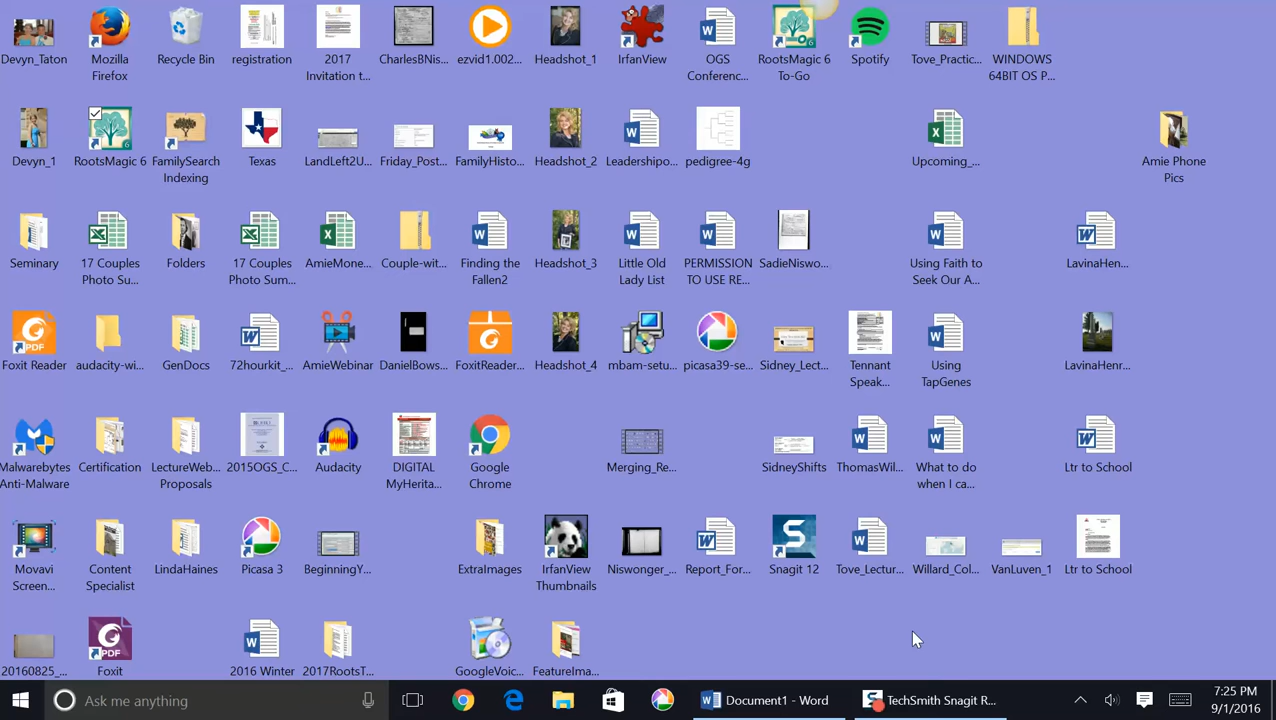 Devyn_Taton
Mozilla Firefox
Recycle Bin
registration
2017 Invitation t...
CharlesBNis...
ezvid1.002...
Headshot_1
IrfanView
OGS Conferenc...
RootsMagic 6 To-Go
Spotify
Tove_Practic...
WINDOWS 64BIT OS P...
Devyn_1
RootsMagic 6
FamilySearch Indexing
Texas
LandLeft2U...
Friday_Post...
FamilyHisto...
Headshot_2
Leadershipo...
pedigree-4g
Upcoming_...
Amie Phone Pics
Seminary
17 Couples Photo Su...
Folders
17 Couples Photo Sum...
AmieMone...
Couple-wit...
Finding the Fallen2
Headshot_3
Little Old Lady List
PERMISSION TO USE RE...
SadieNiswo...
Using Faith to Seek Our A...
LavinaHen...
Foxit Reader
audacity-wi...
GenDocs
72hourkit_...
AmieWebinar
DanielBows...
FoxitReader...
Headshot_4
mbam-setu...
picasa39-se...
Sidney_Lect...
Tennant Speak...
Using TapGenes
LavinaHenr...
Malwarebytes Anti-Malware
Certification
LectureWeb... Proposals
2015OGS_C...
Audacity
DIGITAL MyHerita...
Google Chrome
Merging_Re...
SidneyShifts
ThomasWil...
What to do when I ca...
Ltr to School
Movavi Screen...
Content Specialist
LindaHaines
Picasa 3
BeginningY...
ExtraImages
IrfanView Thumbnails
Niswonger_...
Report_For...
Snagit 12
Tove_Lectur...
Willard_Col...
VanLuven_1
Ltr to School
20160825_...
Foxit
2016 Winter
2017RootsT...
GoogleVoic...
FeatureIma...
Ask me anything
Document1 - Word
TechSmith Snagit R...
7:25 PM
9/1/2016